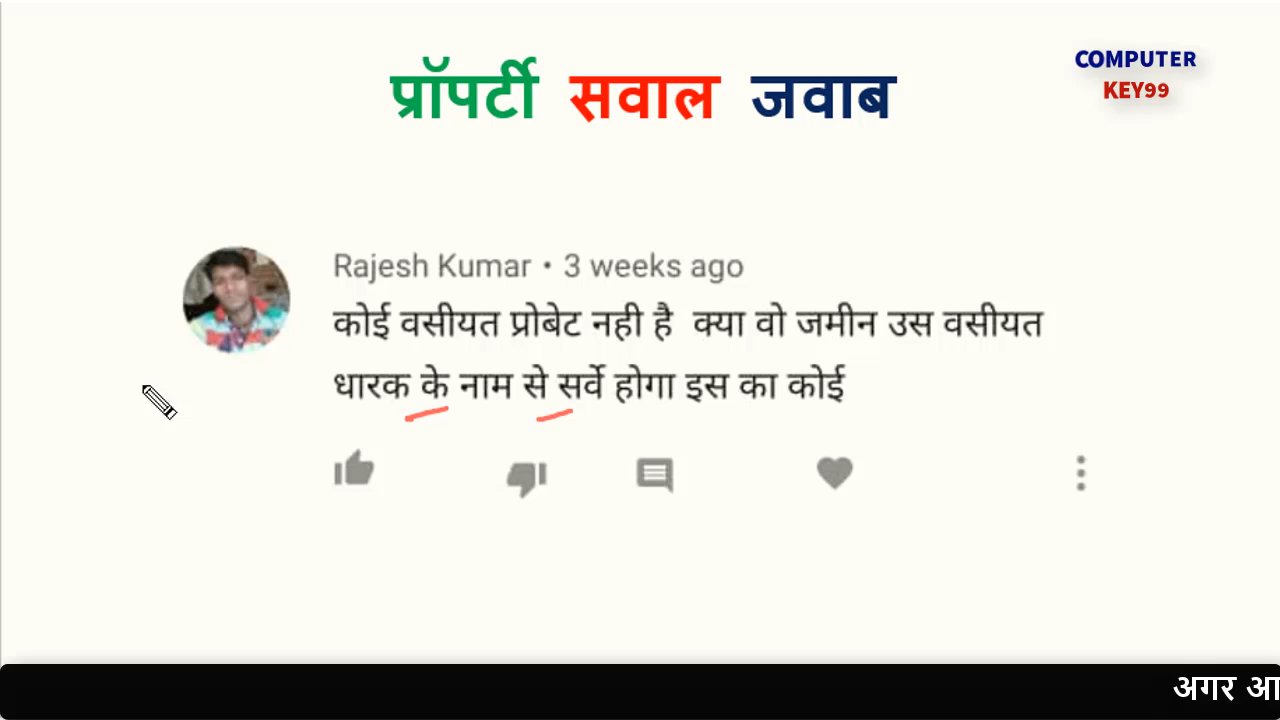 प्रॉपर्टी सवाल जवाब
COMPUTER
KEY99
Rajesh Kumar • 3 weeks ago
कोई वसीयत प्रोबेट नही है क्या वो जमीन उस वसीयत
धारक के नाम से सर्वे होगा इस का कोई
अगर आ